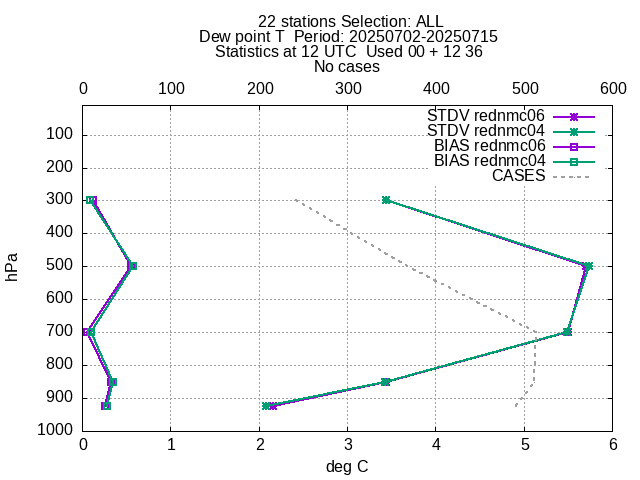 22 stations Selection: ALL
Dew point T  Period: 20250702-20250715
Statistics at 12 UTC  Used 00 + 12 36
No cases
0 100 200 300 400 500 600
STDV rednmc06
STDV rednmc04
BIAS rednmc06
BIAS rednmc04
CASES
100
200
300
400
500
600
700
800
900
1000
hPa
0 1 2 3 4 5 6
deg C